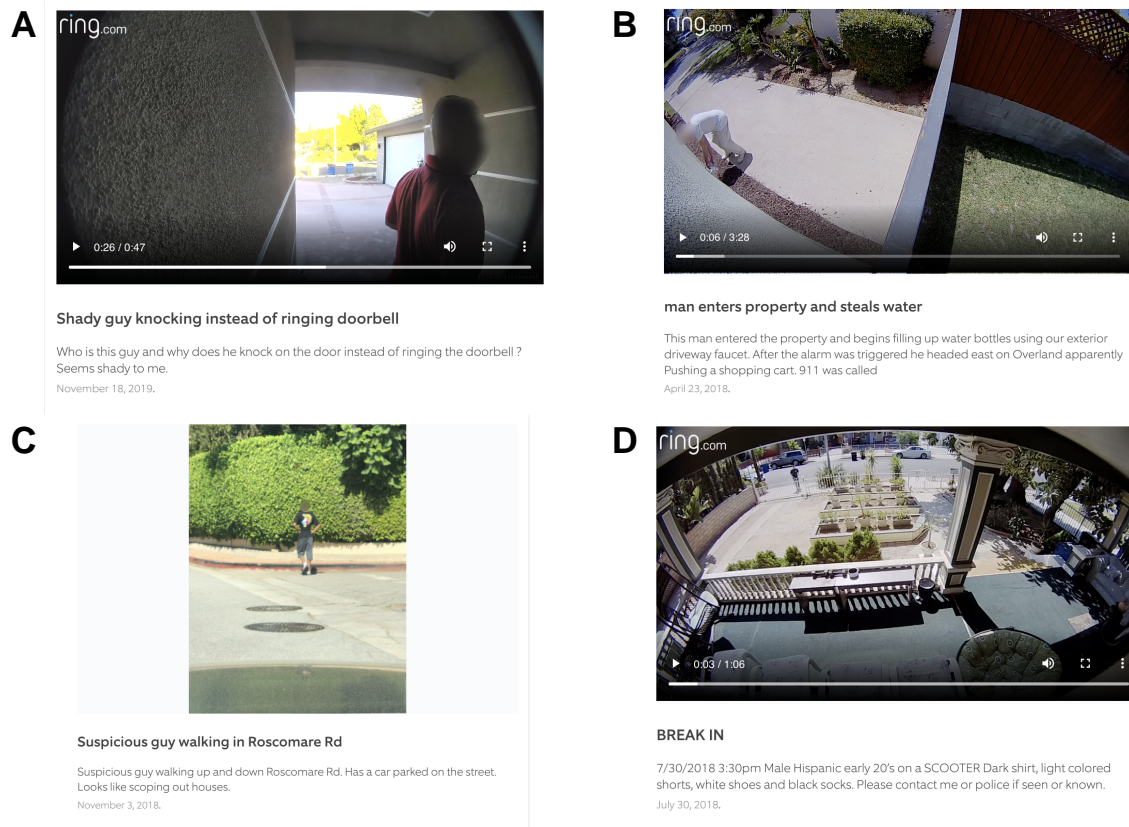 A
ring.com
0:26 / 0:47
Shady guy knocking instead of ringing doorbell
Who is this guy and why does he knock on the door instead of ringing the doorbell ?
Seems shady to me.
November 18, 2019.
B
ring.com
0:06 / 3:28
man enters property and steals water
This man entered the property and begins filling up water bottles using our exterior
driveway faucet. After the alarm was triggered he headed east on Overland apparently
Pushing a shopping cart. 911 was called
April 23, 2018.
C
Suspicious guy walking in Roscomare Rd
Suspicious guy walking up and down Roscomare Rd. Has a car parked on the street.
Looks like scoping out houses.
November 3, 2018.
D
ring.com
0:03 / 1:06
BREAK IN
7/30/2018 3:30pm Male Hispanic early 20's on a SCOOTER Dark shirt, light colored
shorts, white shoes and black socks. Please contact me or police if seen or known.
July 30, 2018.